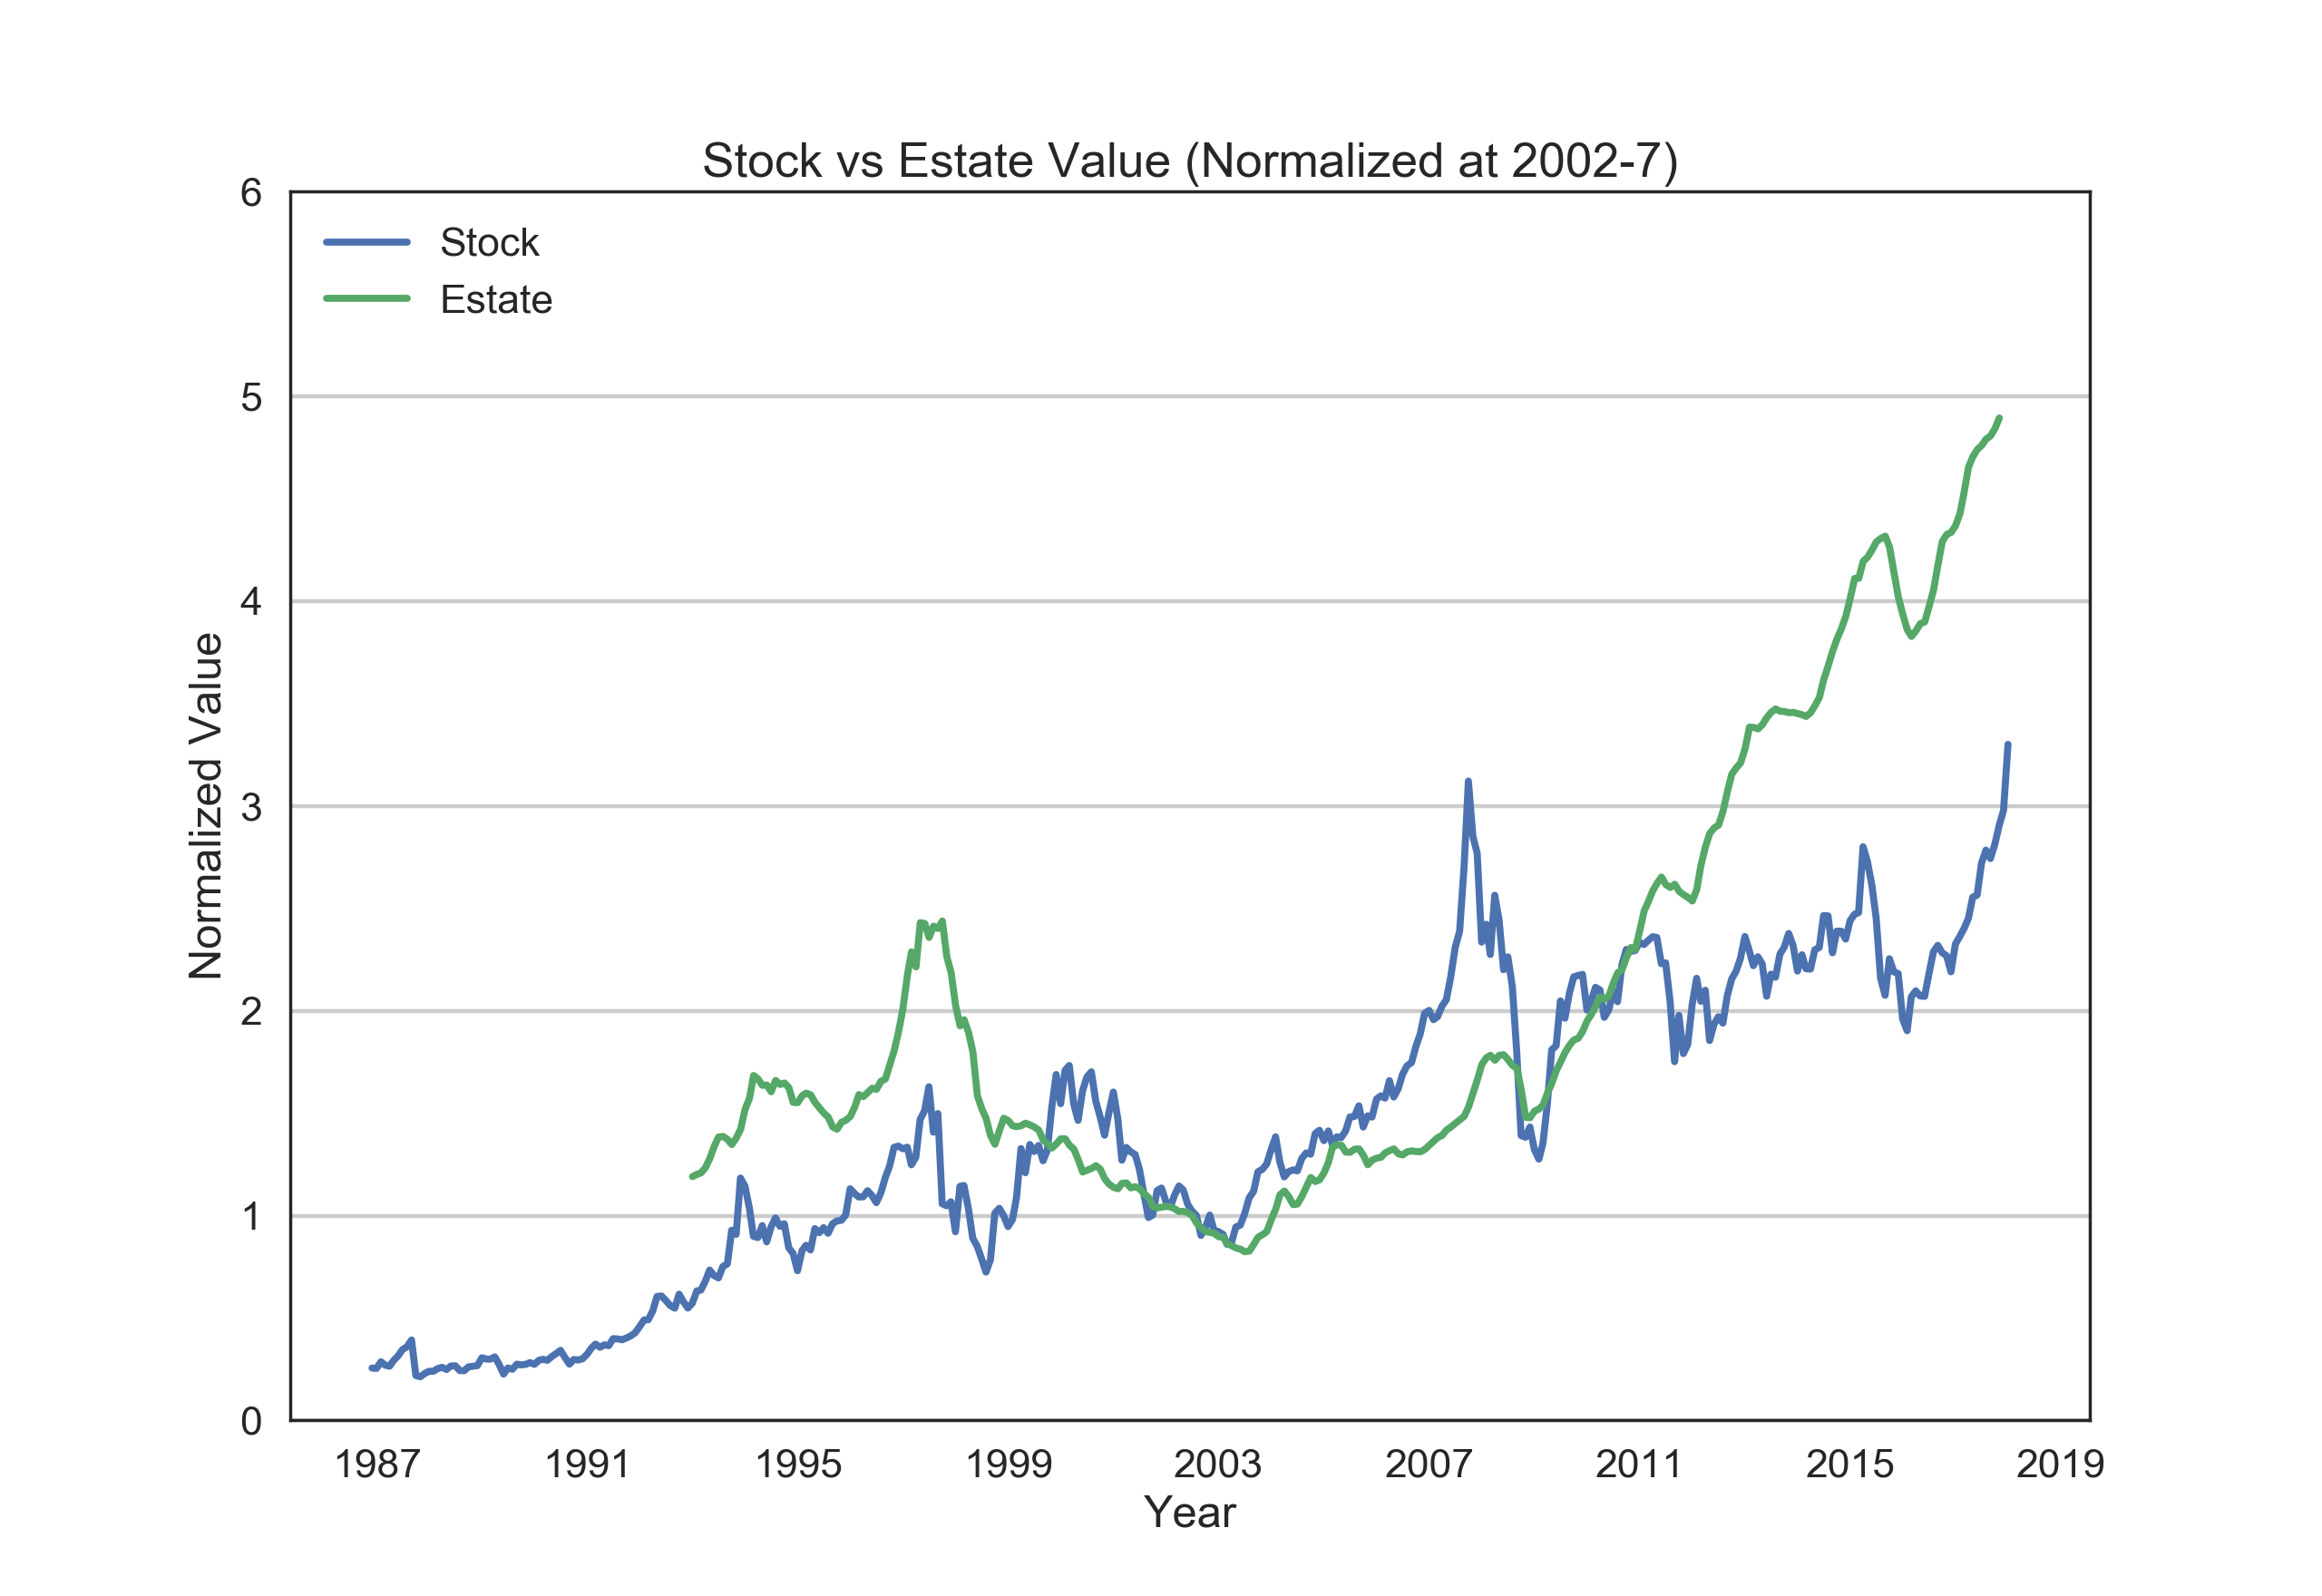 Stock vs Estate Value (Normalized at 2002-7)
6
Stock
Estate
5
4
3
2
1
0
Normalized Value
1987 1991 1995 1999 2003 2007 2011 2015 2019
Year